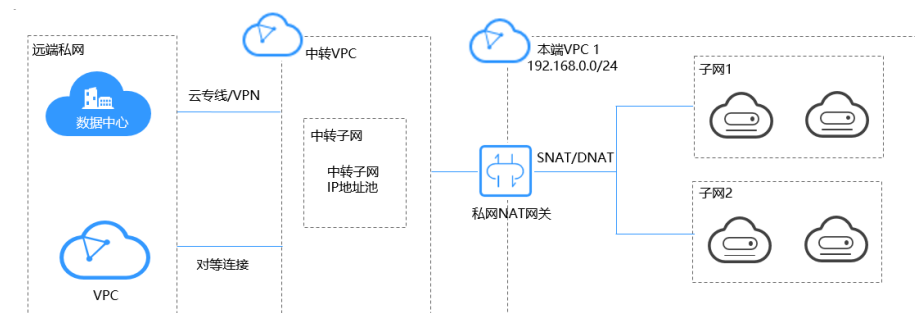 远端私网
数据中心
VPC
云专线/VPN
对等连接
中转VPC
中转子网
中转子网
IP地址池
本端VPC 1
192.168.0.0/24
私网NAT网关
SNAT/DNAT
子网1
子网2